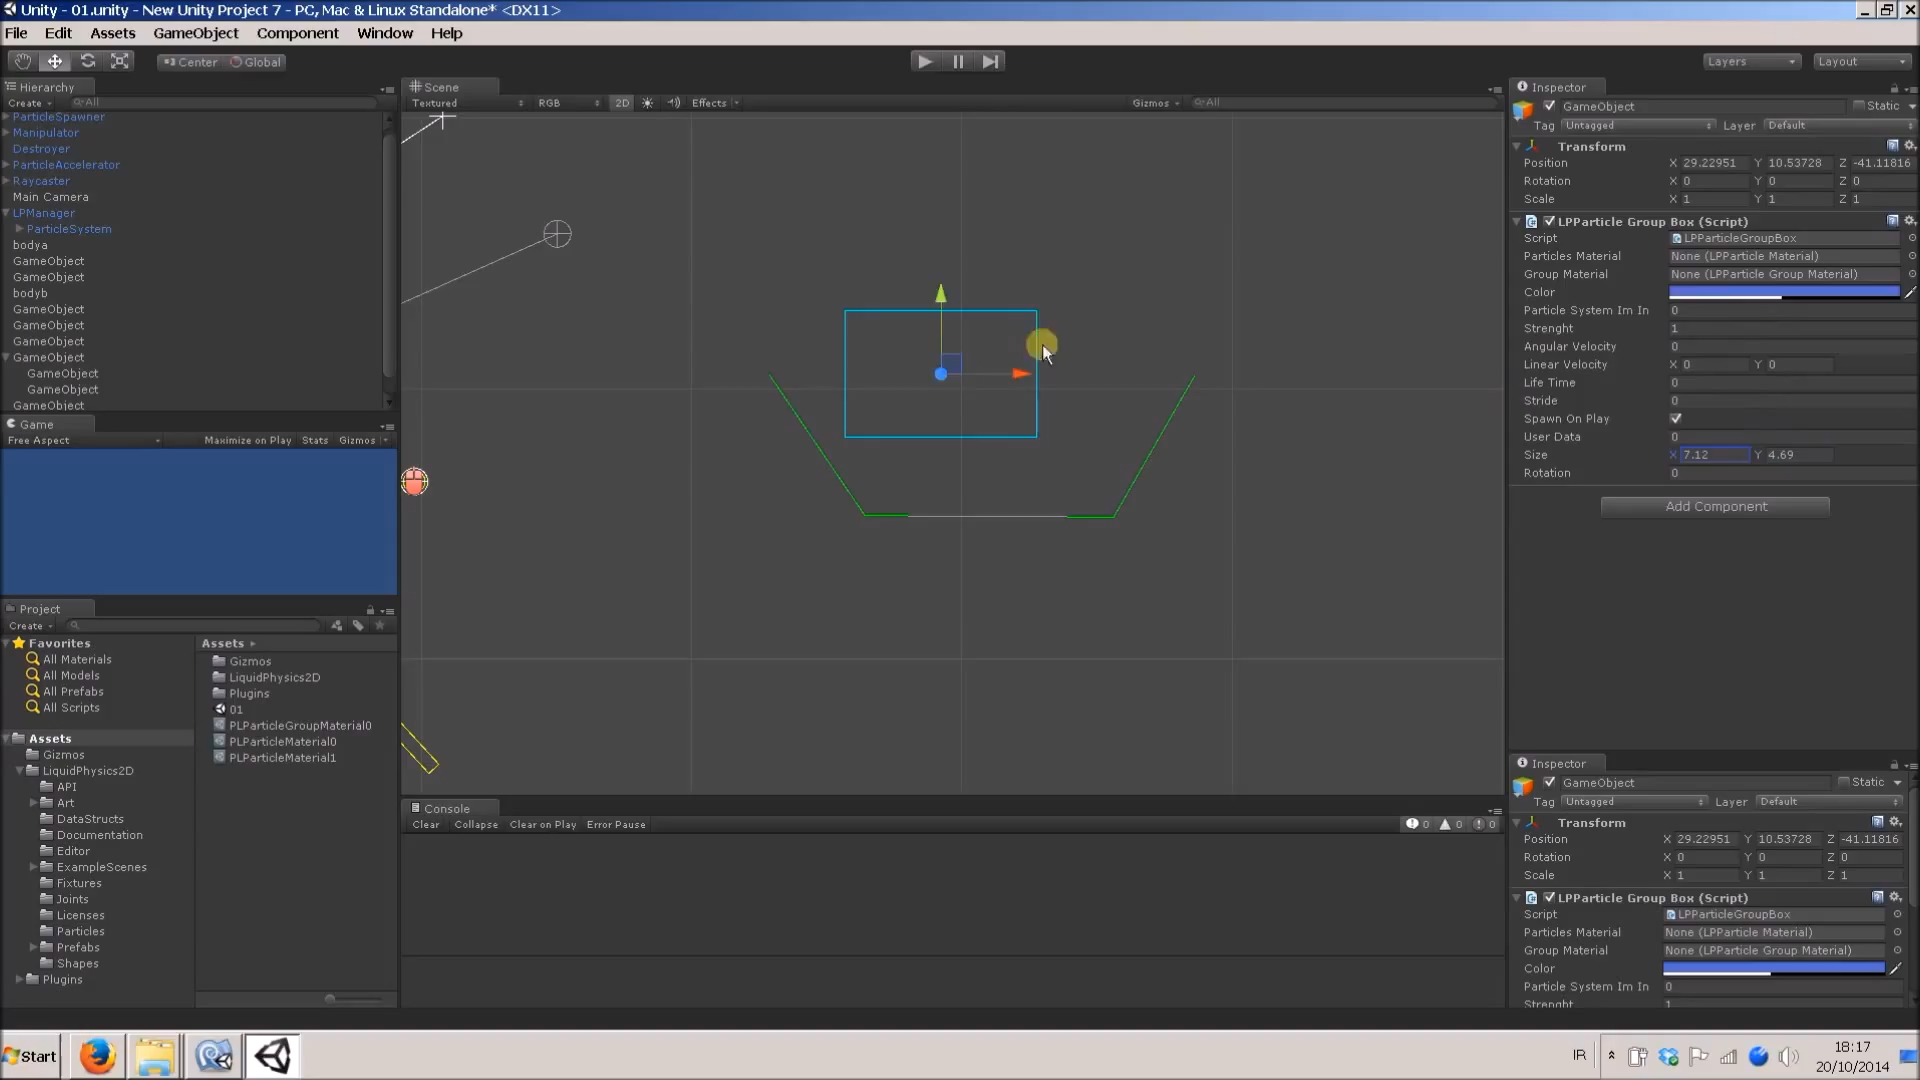 Unity - 01.unity - New Unity Project 7 - PC, Mac & Linux Standalone* <DX11>
File Edit Assets GameObject Component Window Help
Center Global Layers Layout
Hierarchy
Create All
ParticleSpawner
Manipulator
Destroyer
ParticleAccelerator
Raycaster
Main Camera
LPManager
ParticleSystem
bodya
GameObject
GameObject
bodyb
GameObject
GameObject
GameObject
GameObject
GameObject
GameObject
GameObject
Game
Free Aspect Maximize on Play Stats Gizmos
Project
Create
Favorites
All Materials
All Models
All Prefabs
All Scripts
Assets
Gizmos
LiquidPhysics2D
API
Art
DataStructs
Documentation
Editor
ExampleScenes
Fixtures
Joints
Licenses
Particles
Prefabs
Shapes
Plugins
Assets
Gizmos
LiquidPhysics2D
Plugins
01
PLParticleGroupMaterial0
PLParticleMaterial0
PLParticleMaterial1
Scene
Textured RGB 2D Effects Gizmos All
Console
Clear Collapse Clear on Play Error Pause 0 0 0
Inspector
GameObject Static
Tag Untagged Layer Default
Transform
Position X 29.22951 Y 10.53728 Z -41.11816
Rotation X 0 Y 0 Z 0
Scale X 1 Y 1 Z 1
LPParticle Group Box (Script)
Script LPParticleGroupBox
Particles Material None (LPParticle Material)
Group Material None (LPParticle Group Material)
Color
Particle System Im In 0
Strenght 1
Angular Velocity 0
Linear Velocity X 0 Y 0
Life Time 0
Stride 0
Spawn On Play
User Data 0
Size X 7.12 Y 4.69
Rotation 0
Add Component
Inspector
GameObject Static
Tag Untagged Layer Default
Transform
Position X 29.22951 Y 10.53728 Z -41.11816
Rotation X 0 Y 0 Z 0
Scale X 1 Y 1 Z 1
LPParticle Group Box (Script)
Script LPParticleGroupBox
Particles Material None (LPParticle Material)
Group Material None (LPParticle Group Material)
Color
Particle System Im In 0
Strenght 1
Start IR 18:17
20/10/2014